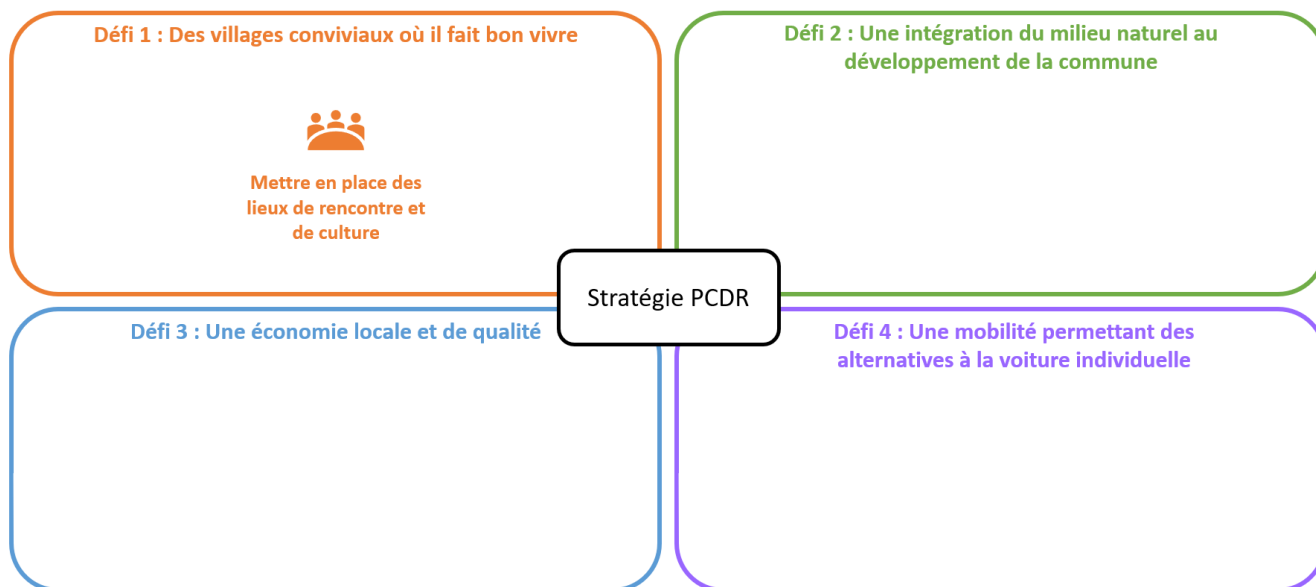 Défi 1 : Des villages conviviaux où il fait bon vivre
Mettre en place des
lieux de rencontre et
de culture
Défi 2 : Une intégration du milieu naturel au
développement de la commune
Stratégie PCDR
Défi 3 : Une économie locale et de qualité
Défi 4 : Une mobilité permettant des
alternatives à la voiture individuelle